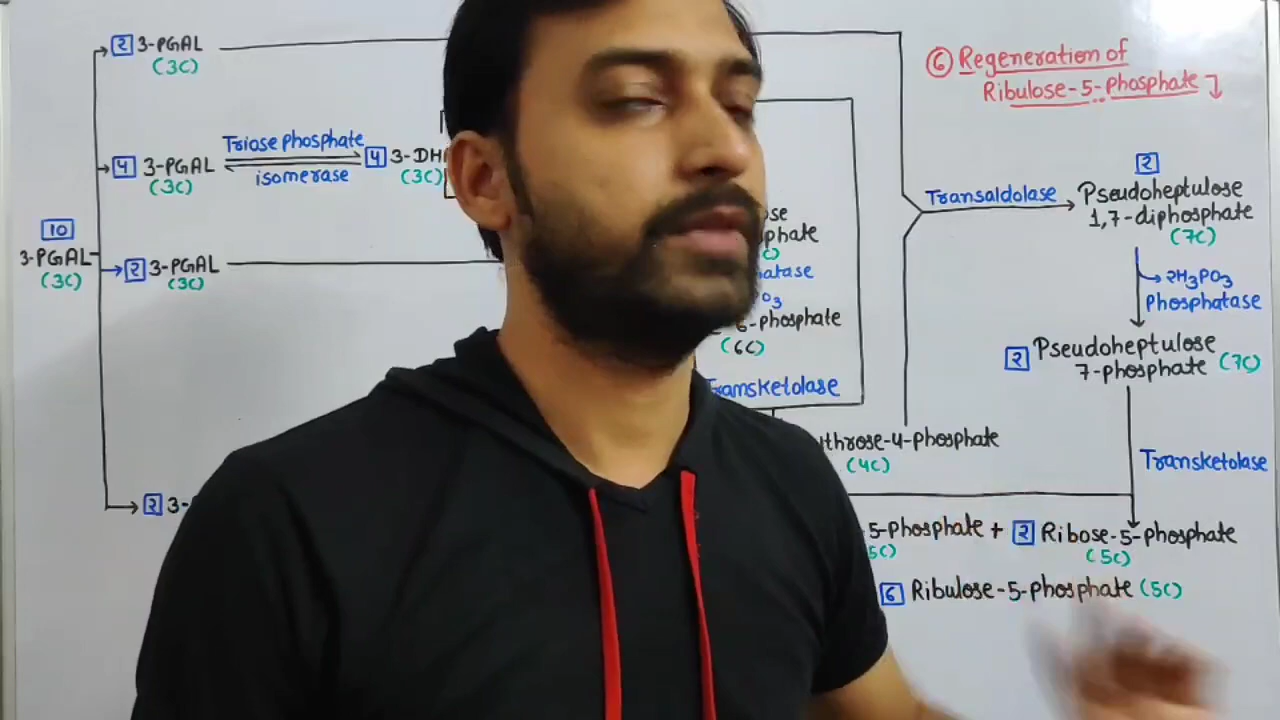 2 3-PGAL
(3C)
⑥ Regeneration of
Ribulose-5-Phosphate
Triose phosphate
4 3-PGAL
(3C)
isomerase
4 3-DH
(3C)
10
3-PGAL
(3C)
2 3-PGAL
(3C)
2 3-
phate
6-phosphate
(6C)
Transketolase
Transaldolase
2
Pseudoheptulose
1,7-diphosphate
(7C)
2H3PO3
Phosphatase
2 Pseudoheptulose
7-phosphate (7C)
Transketolase
throse-4-phosphate
(4C)
5-phosphate + 2 Ribose-5-phosphate
5C)
(5C)
6 Ribulose-5-phosphate (5C)